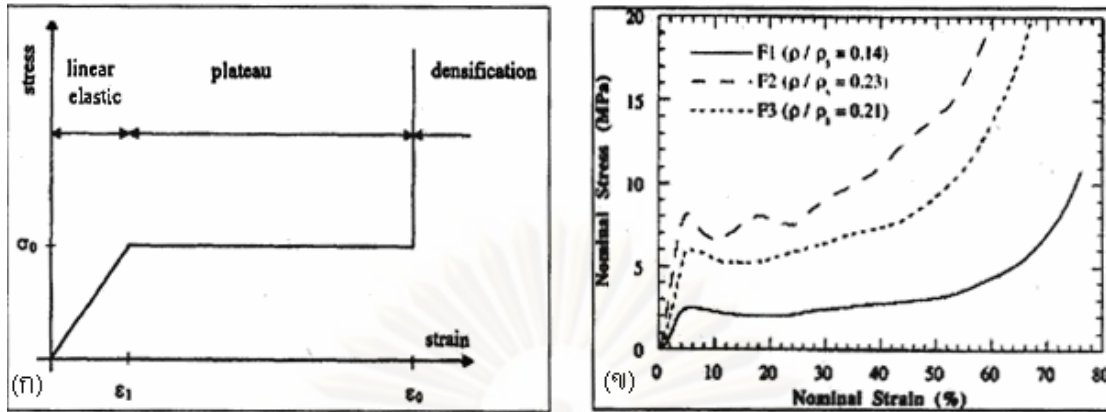 stress
linear
elastic
plateau
densification
σ₀
strain
ε₁
ε₀
(ก)
Nominal Stress (MPa)
20
15
10
5
0
F1 (ρ / ρₛ = 0.14)
F2 (ρ / ρₛ = 0.23)
F3 (ρ / ρₛ = 0.21)
0 10 20 30 40 50 60 70 80
Nominal Strain (%)
(ข)